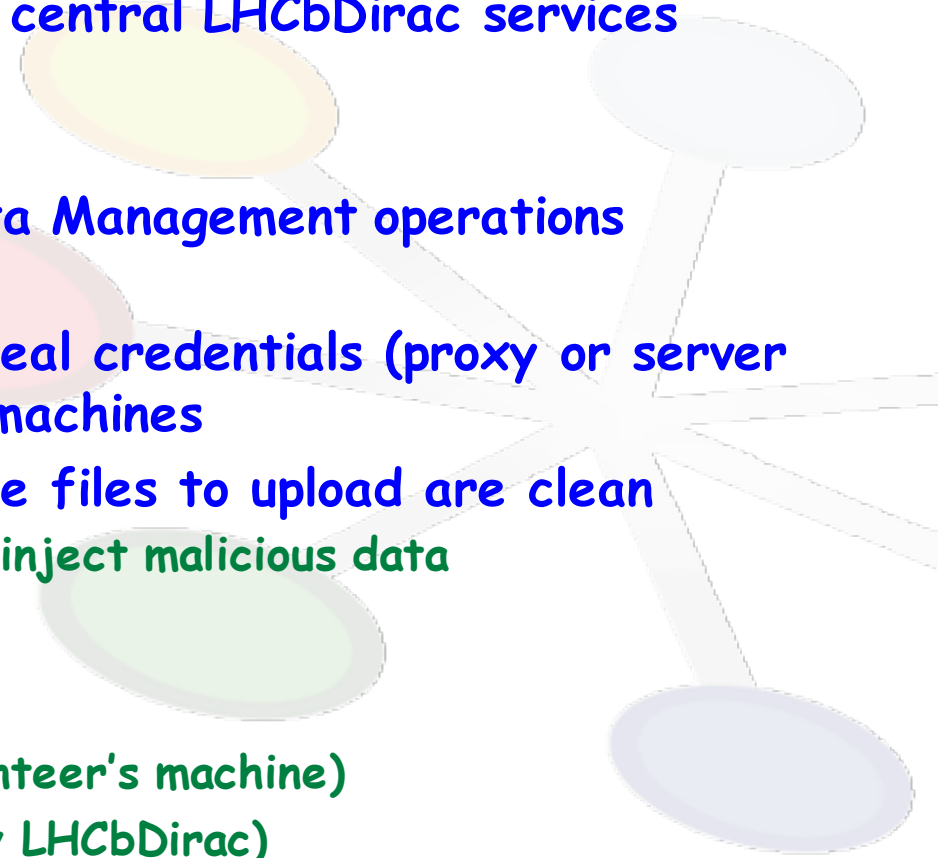 central LHCbDirac services
ta Management operations
eal credentials (proxy or server
machines
e files to upload are clean
inject malicious data
nteer's machine)
LHCbDirac)